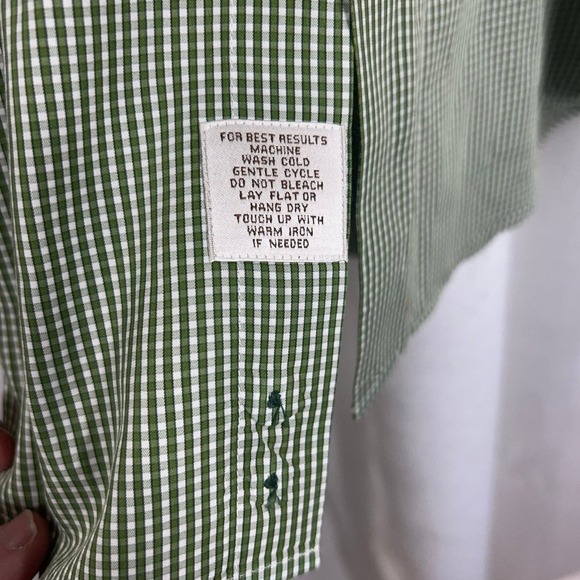 FOR BEST RESULTS
MACHINE
WASH COLD
GENTLE CYCLE
DO NOT BLEACH
LAY FLAT OR
HANG DRY
TOUCH UP WITH
WARM IRON
IF NEEDED